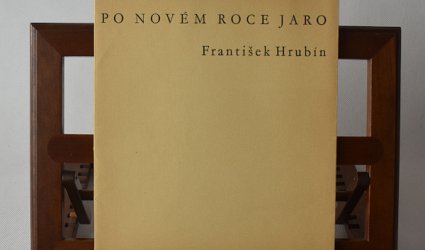 PO NOVÉM ROCE JARO
František Hrubín